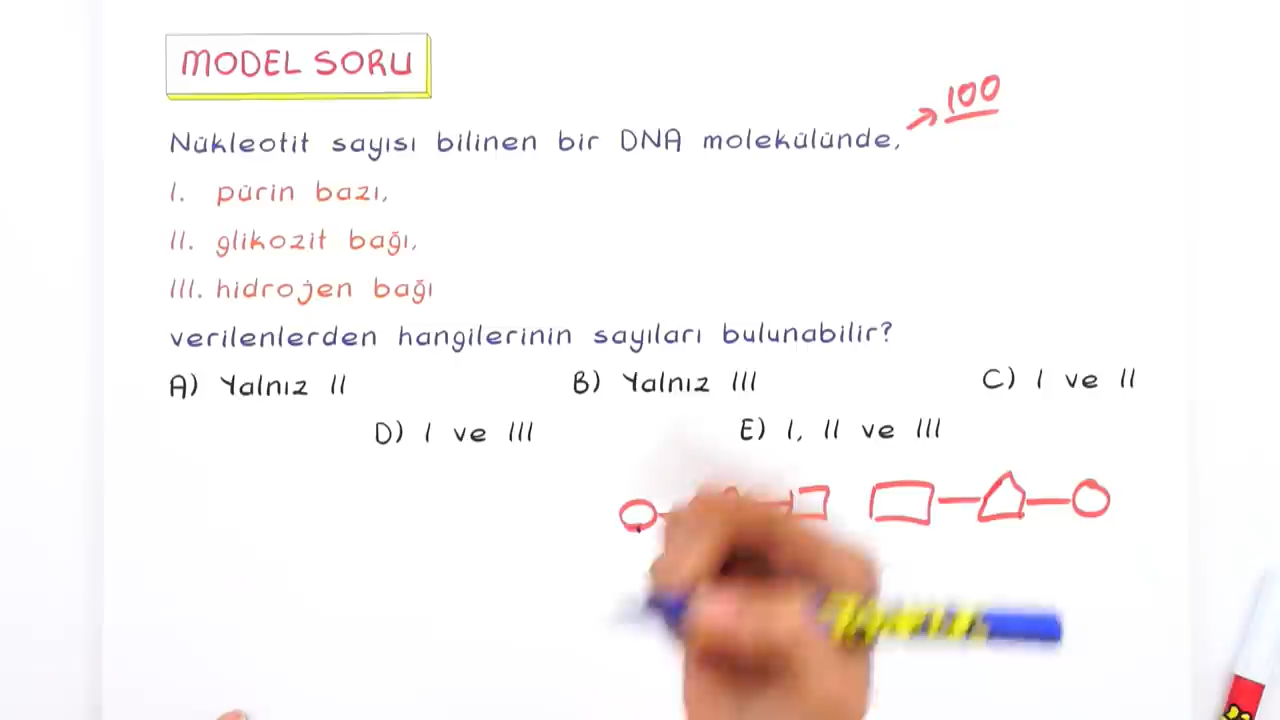 MODEL SORU
100
Nükleotit sayısı bilinen bir DNA molekülünde,
I. pürin bazı,
II. glikozit bağı,
III. hidrojen bağı
verilenlerden hangilerinin sayıları bulunabilir?
A) Yalnız II B) Yalnız III C) I ve II
D) I ve III E) I, II ve III